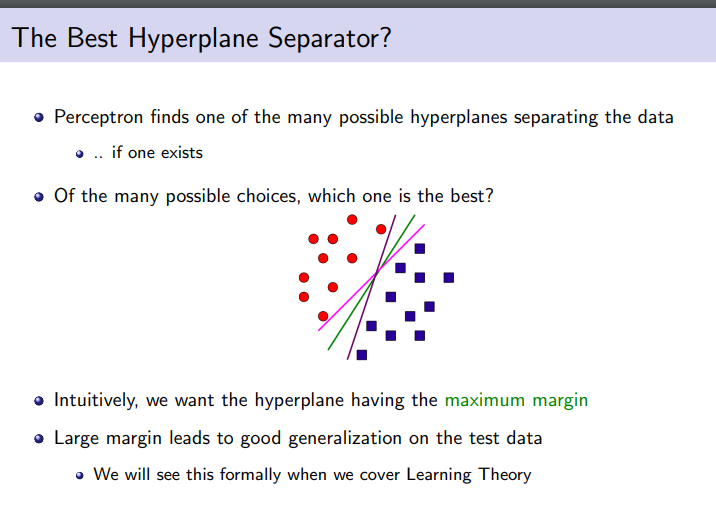 The Best Hyperplane Separator?
Perceptron finds one of the many possible hyperplanes separating the data
.. if one exists
Of the many possible choices, which one is the best?
Intuitively, we want the hyperplane having the maximum margin
Large margin leads to good generalization on the test data
We will see this formally when we cover Learning Theory